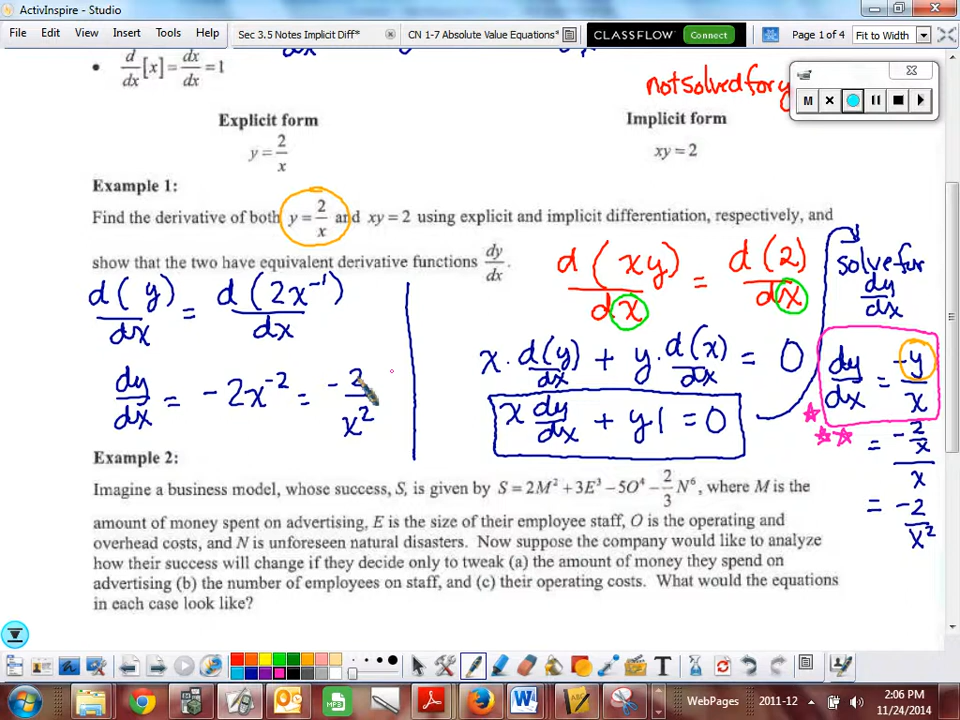 ActivInspire - Studio
File Edit View Insert Tools Help Sec 3.5 Notes Implicit Diff* CN 1-7 Absolute Value Equations* CLASSFLOW Connect Page 1 of 4 Fit to Width
• d/dx [x] = dx/dx = 1
not solved for y
M
Explicit form Implicit form
y = 2/x xy = 2
Example 1:
Find the derivative of both y = 2/x and xy = 2 using explicit and implicit differentiation, respectively, and
show that the two have equivalent derivative functions dy/dx.
d(y)/dx = d(2x⁻¹)/dx
dy/dx = -2x⁻² = -2/x²
d(xy)/dx = d(2)/dx
x · d(y)/dx + y · d(x)/dx = 0
x dy/dx + y1 = 0
solve for
dy/dx
dy/dx = -y/x
= -2/x / x
= -2/x²
Example 2:
Imagine a business model, whose success, S, is given by S = 2M² + 3E³ − 5O⁴ − 2/3 N⁶, where M is the
amount of money spent on advertising, E is the size of their employee staff, O is the operating and
overhead costs, and N is unforeseen natural disasters. Now suppose the company would like to analyze
how their success will change if they decide only to tweak (a) the amount of money they spend on
advertising (b) the number of employees on staff, and (c) their operating costs. What would the equations
in each case look like?
WebPages 2011-12 2:06 PM
11/24/2014